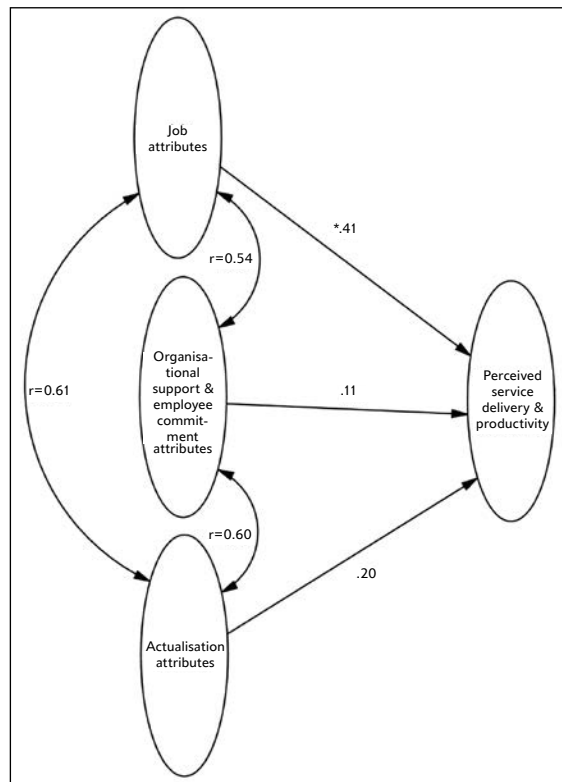 Job
attributes
*.41
r=0.54
Organisa-
tional
support &
employee
commit-
ment
attributes
r=0.61
.11
Perceived
service
delivery &
productivity
r=0.60
.20
Actualisation
attributes